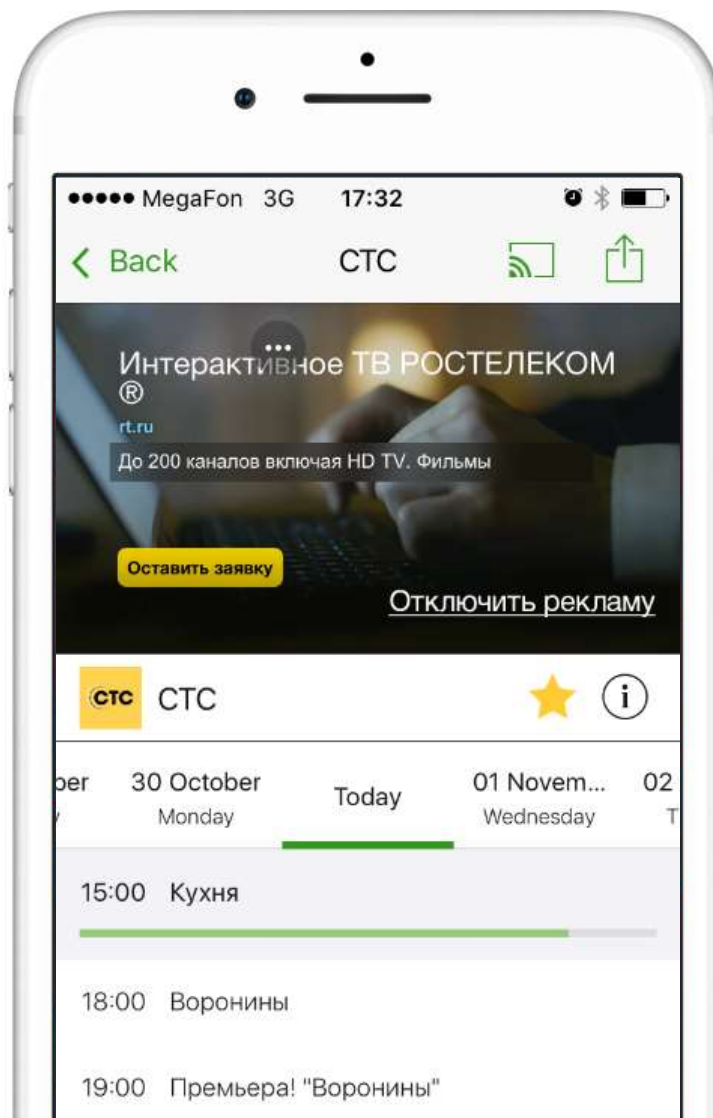 MegaFon 3G 17:32
Back CTC
Интерактивное ТВ РОСТЕЛЕКОМ
®
rt.ru
До 200 каналов включая HD TV. Фильмы
Оставить заявку
Отключить рекламу
СТС СТС
ber 30 October Today 01 Novem... 02
Monday Wednesday T
15:00 Кухня
18:00 Воронины
19:00 Премьера! "Воронины"